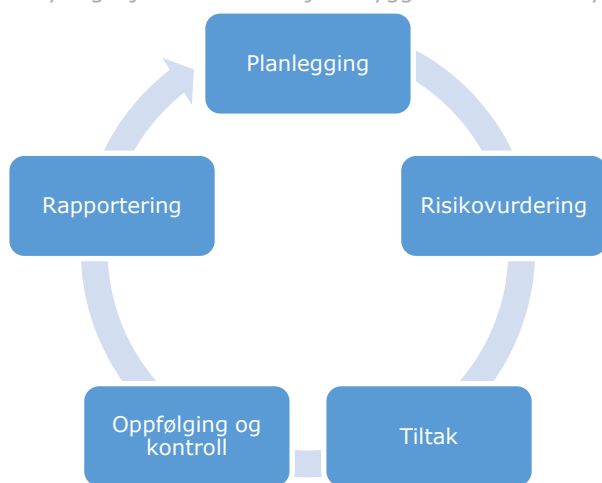 Planlegging
Risikovurdering
Tiltak
Oppfølging og
kontroll
Rapportering